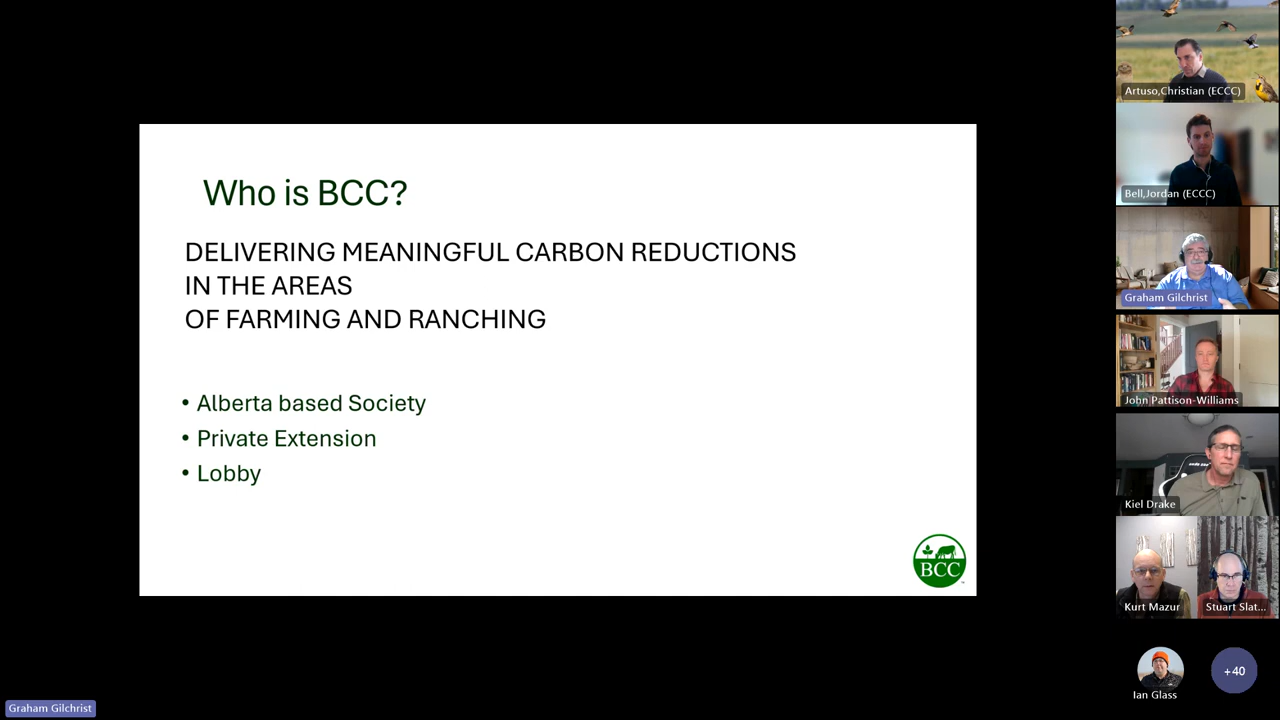 Who is BCC?
DELIVERING MEANINGFUL CARBON REDUCTIONS
IN THE AREAS
OF FARMING AND RANCHING
• Alberta based Society
• Private Extension
• Lobby
BCC
Graham Gilchrist
Artuso,Christian (ECCC)
Bell,Jordan (ECCC)
Graham Gilchrist
John Pattison-Williams
Kiel Drake
Kurt Mazur
Stuart Slat...
Ian Glass
+40